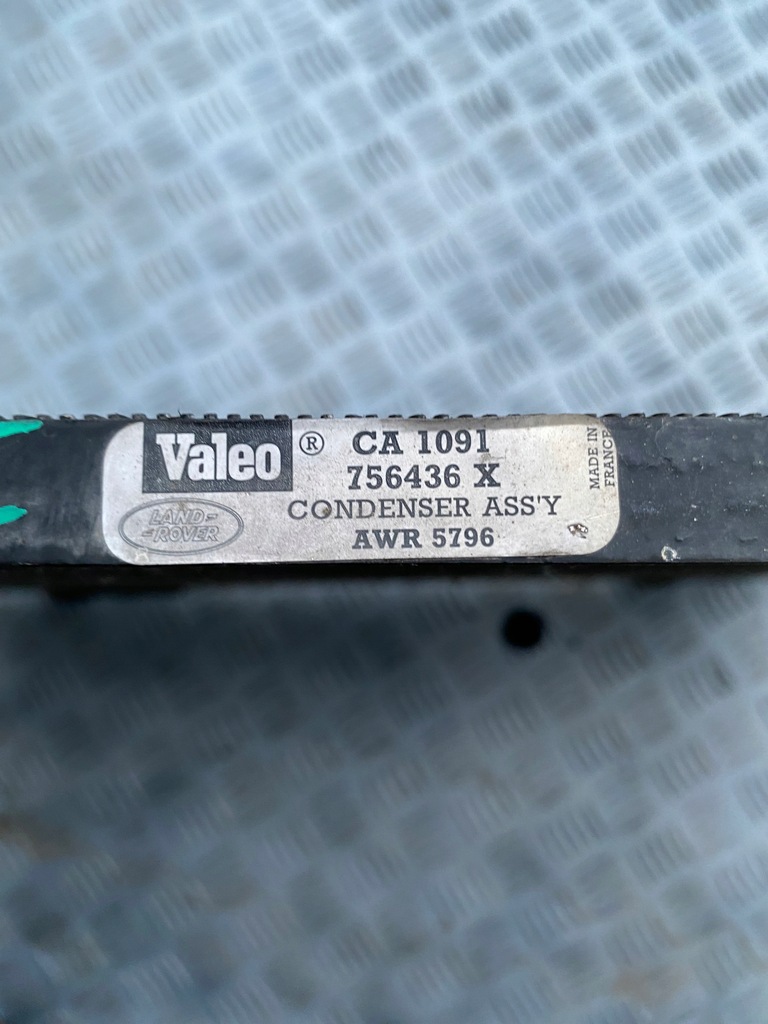 Valeo ® CA 1091
756436 X
CONDENSER ASS'Y
AWR 5796
LAND-
-ROVER
MADE IN
FRANCE